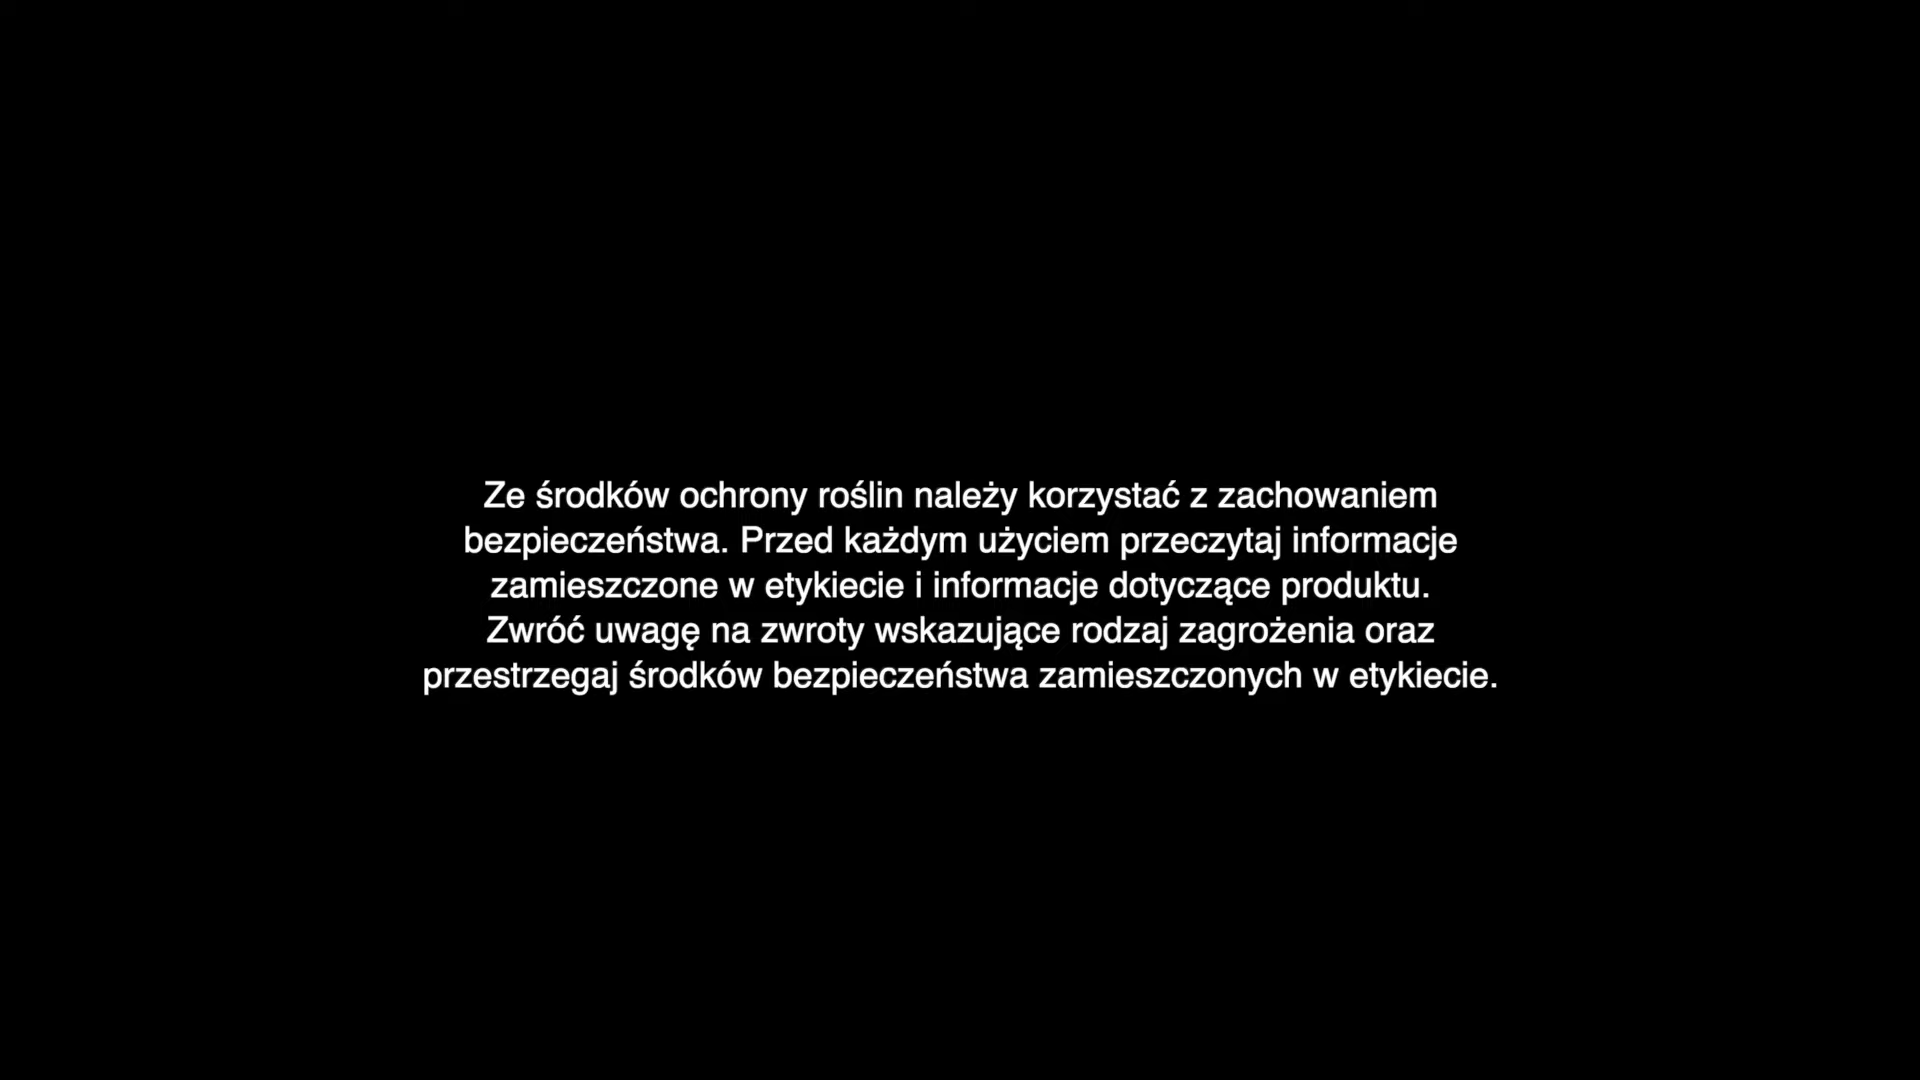 Ze środków ochrony roślin należy korzystać z zachowaniem
bezpieczeństwa. Przed każdym użyciem przeczytaj informacje
zamieszczone w etykiecie i informacje dotyczące produktu.
Zwróć uwagę na zwroty wskazujące rodzaj zagrożenia oraz
przestrzegaj środków bezpieczeństwa zamieszczonych w etykiecie.